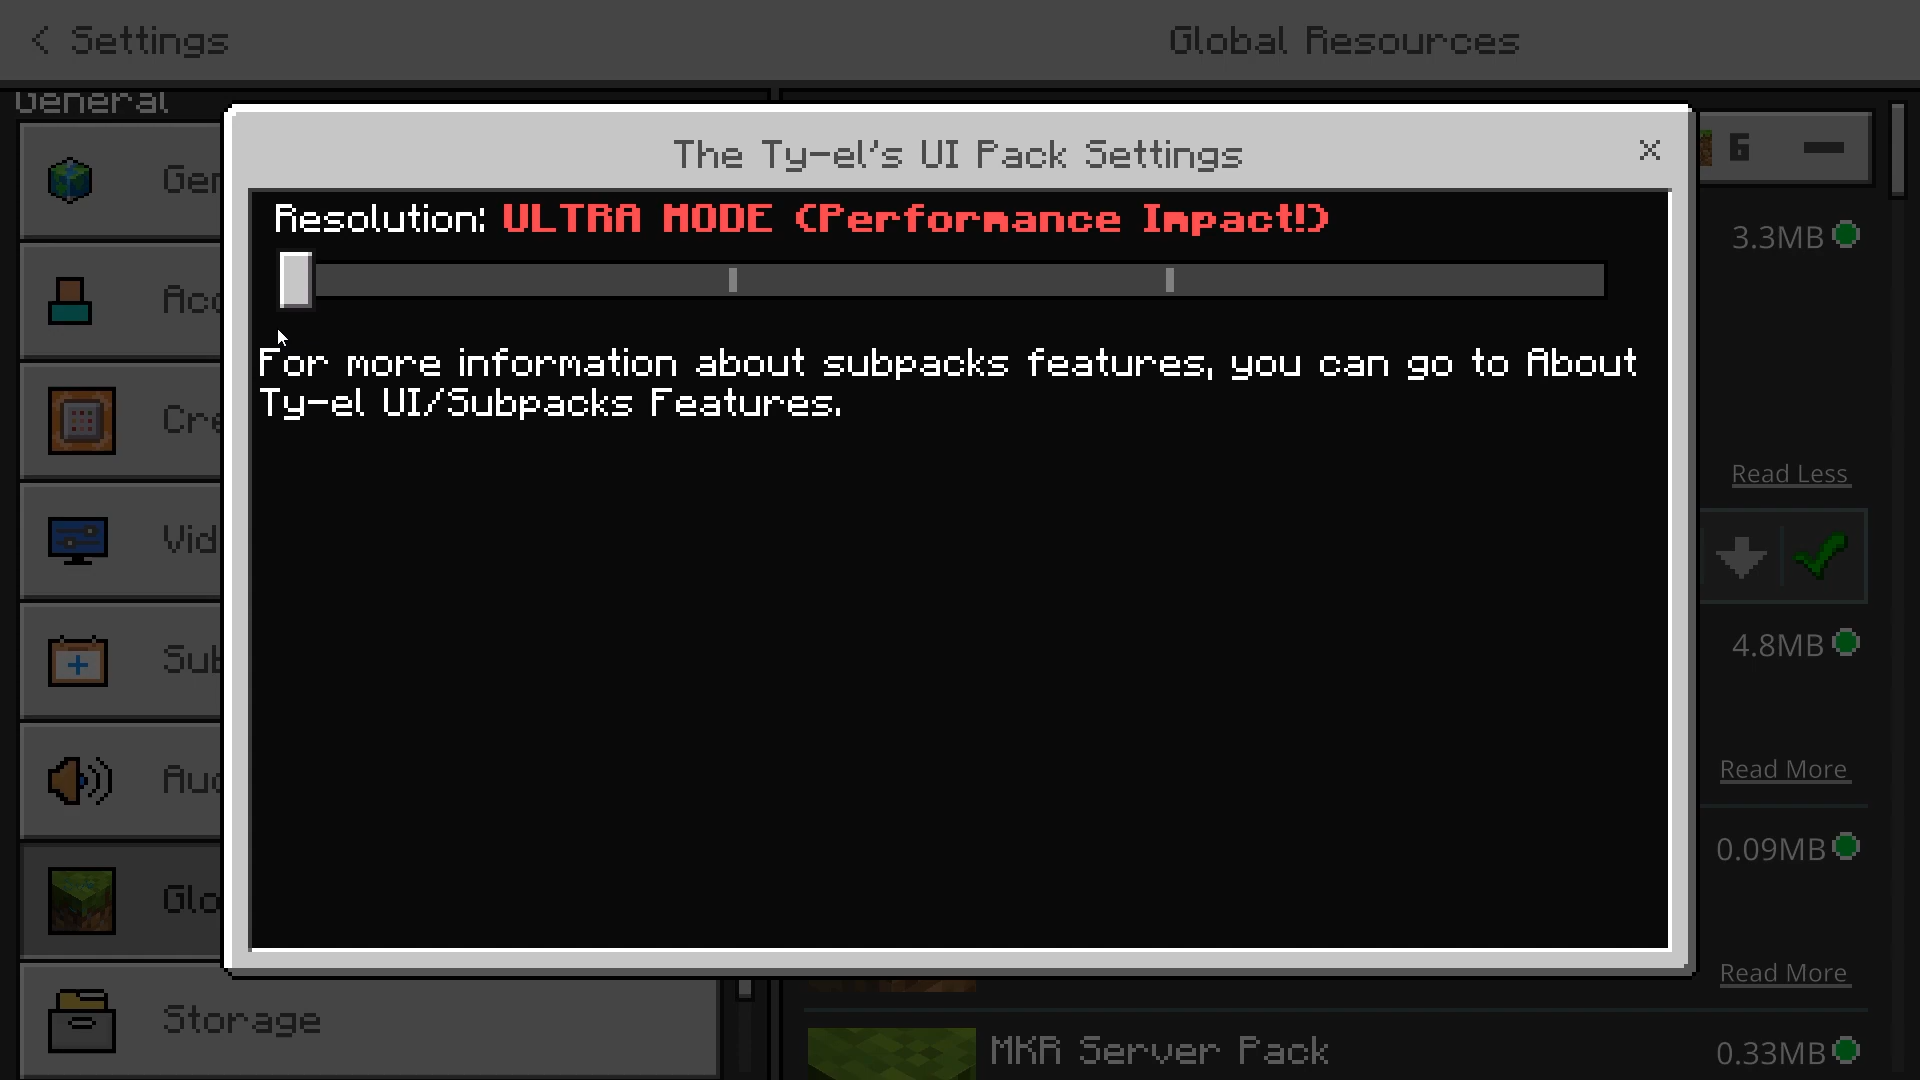 Settings
Global Resources
General
The Ty-el's UI Pack Settings
6
Resolution: ULTRA MODE (Performance Impact!)
3.3MB
For more information about subpacks features, you can go to About
Ty-el UI/Subpacks Features.
Read Less
4.8MB
Read More
0.09MB
Read More
Storage
MKR Server Pack
0.33MB